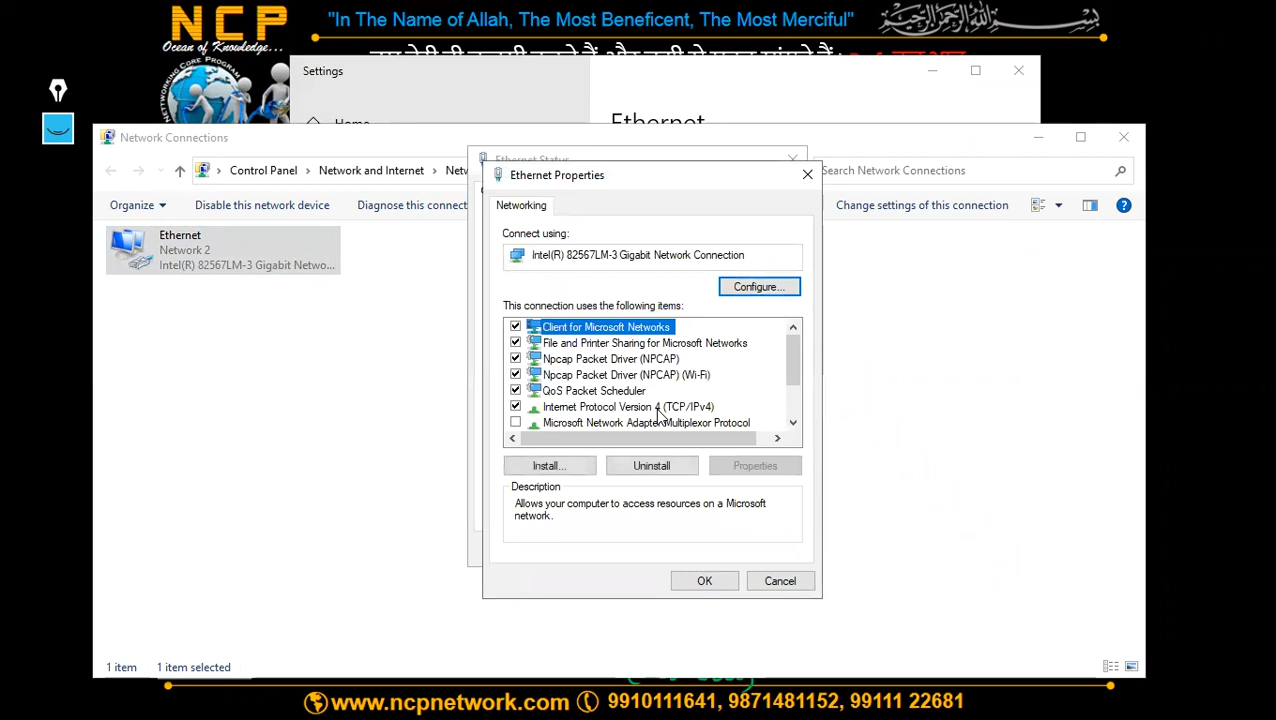 NCP
Ocean of Knowledge...
"In The Name of Allah, The Most Beneficent, The Most Merciful"
Settings
Home
Ethernet
Network Connections
Control Panel
Network and Internet
Search Network Connections
Organize
Disable this network device
Diagnose this connect
Change settings of this connection
Ethernet
Network 2
Intel(R) 82567LM-3 Gigabit Netwo...
Ethernet Status
Ethernet Properties
Networking
Connect using:
Intel(R) 82567LM-3 Gigabit Network Connection
Configure...
This connection uses the following items:
Client for Microsoft Networks
File and Printer Sharing for Microsoft Networks
Npcap Packet Driver (NPCAP)
Npcap Packet Driver (NPCAP) (Wi-Fi)
QoS Packet Scheduler
Internet Protocol Version 4 (TCP/IPv4)
Microsoft Network Adapter Multiplexor Protocol
Install...
Uninstall
Properties
Description
Allows your computer to access resources on a Microsoft
network.
OK
Cancel
1 item
1 item selected
www.ncpnetwork.com
9910111641, 9871481152, 99111 22681